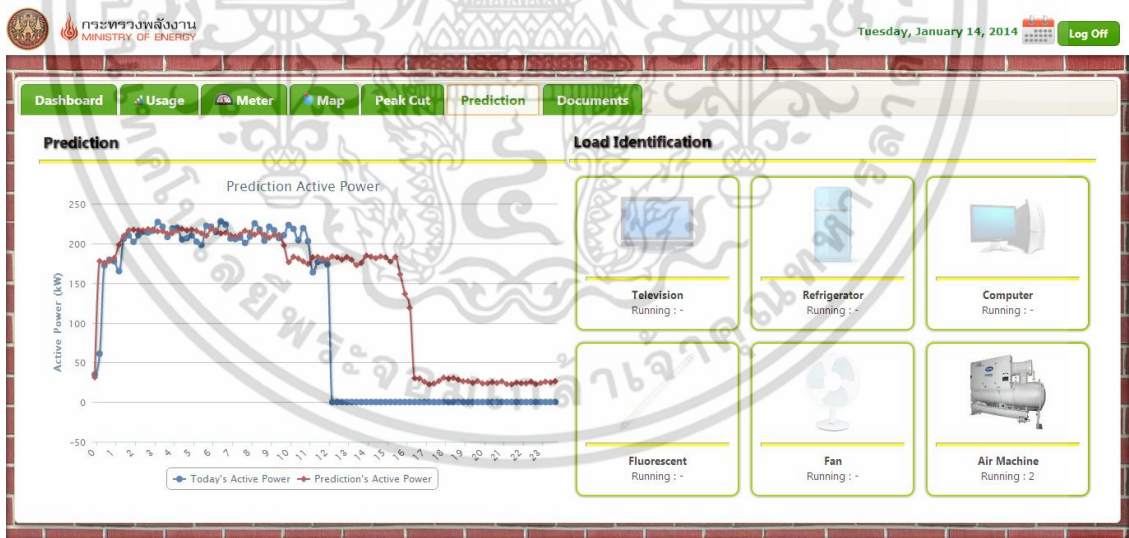 กระทรวงพลังงาน
MINISTRY OF ENERGY
Tuesday, January 14, 2014
Log Off
Dashboard
Usage
Meter
Map
Peak Cut
Prediction
Documents
Prediction
Load Identification
Prediction Active Power
Active Power (kW)
250
200
150
100
50
0
-50
0 1 2 3 4 5 6 7 8 9 10 11 12 13 14 15 16 17 18 19 20 21 22 23
Today's Active Power
Prediction's Active Power
Television
Running : -
Refrigerator
Running : -
Computer
Running : -
Fluorescent
Running : -
Fan
Running : -
Air Machine
Running : 2